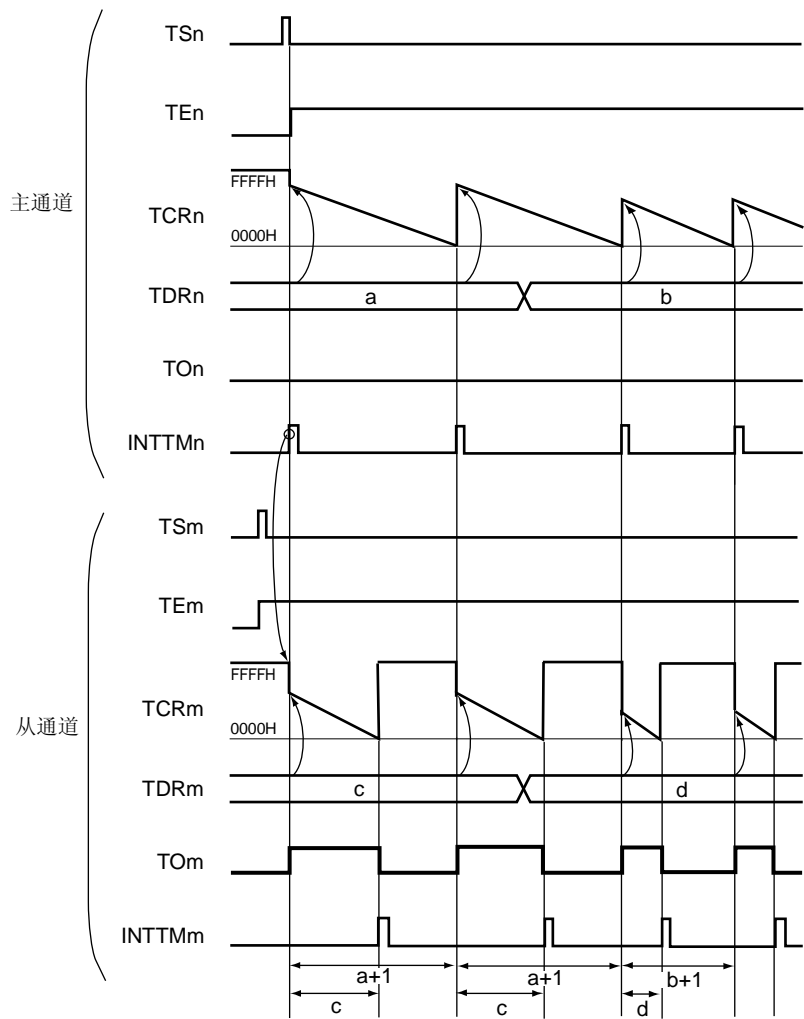 TSn
TEn
FFFFH
主通道
TCRn
0000H
TDRn
a
b
TOn
INTTMn
TSm
TEm
FFFFH
TCRm
从通道
0000H
TDRm
c
d
TOm
INTTMm
a+1
a+1
b+1
c
c
d